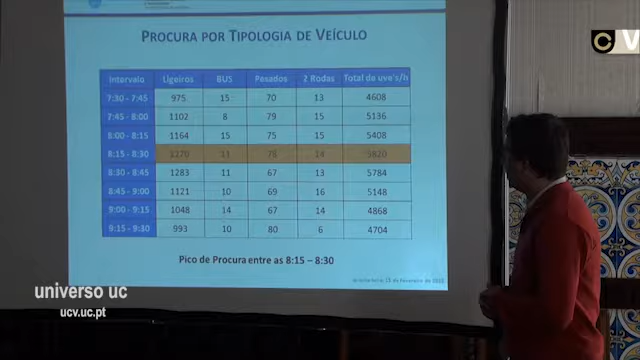 PROCURA POR TIPOLOGIA DE VEÍCULO
Intervalo Ligeiros BUS Pesados 2 Rodas Total de uve's/h
7:30 - 7:45 975 15 70 13 4608
7:45 - 8:00 1102 8 79 15 5136
8:00 - 8:15 1164 15 75 15 5408
8:15 - 8:30 1270 11 78 14 5820
8:30 - 8:45 1283 11 67 13 5784
8:45 - 9:00 1121 10 69 16 5148
9:00 - 9:15 1048 14 67 14 4868
9:15 - 9:30 993 10 80 6 4704
Pico de Procura entre as 8:15 – 8:30
universo uc
ucv.uc.pt